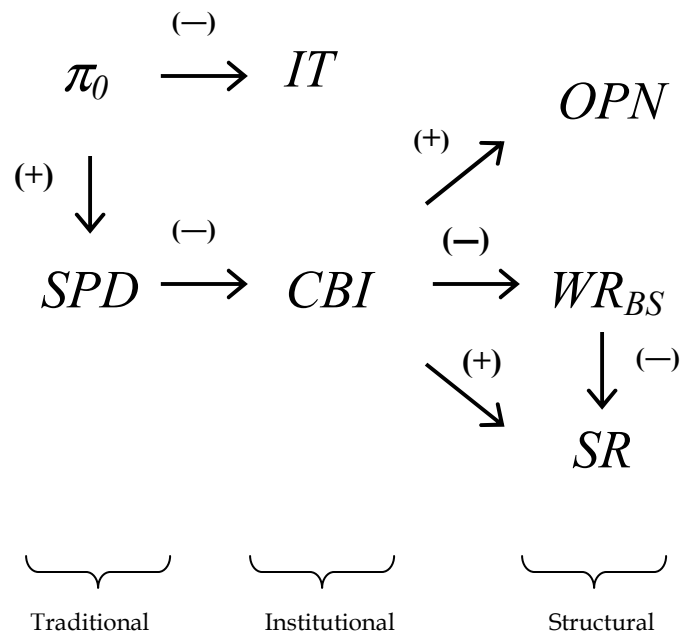 (—)
π0 IT
OPN
(+)
(+)
(—)
(—)
SPD CBI WRBS
(+)
(—)
SR
Traditional Institutional Structural